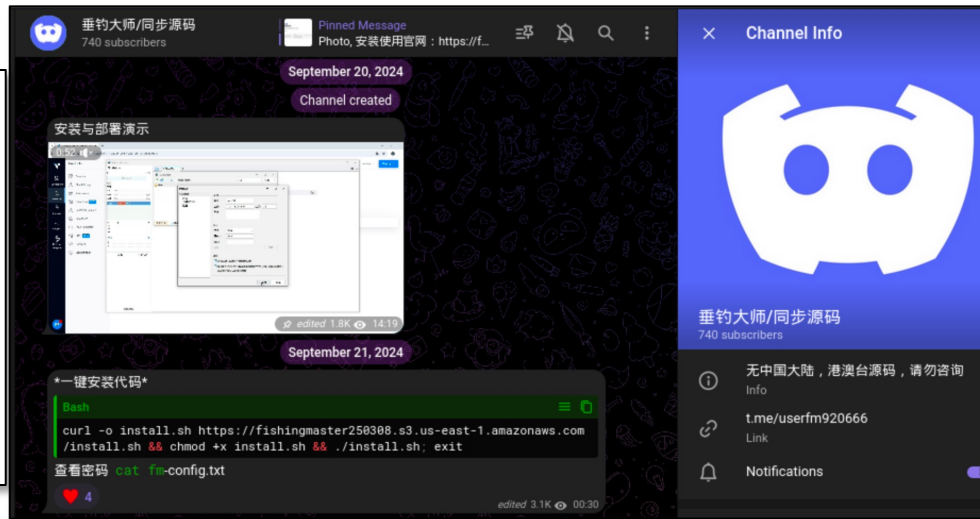 垂钓大师/同步源码
740 subscribers
Pinned Message
Photo, 安装使用官网：https://f...
September 20, 2024
Channel created
安装与部署演示
0:52
edited 1.8K 14:19
September 21, 2024
*一键安装代码*
Bash
curl -o install.sh https://fishingmaster250308.s3.us-east-1.amazonaws.com
/install.sh && chmod +x install.sh && ./install.sh; exit
查看密码 cat fm-config.txt
4
edited 3.1K 00:30
Channel Info
垂钓大师/同步源码
740 subscribers
无中国大陆，港澳台源码，请勿咨询
Info
t.me/userfm920666
Link
Notifications